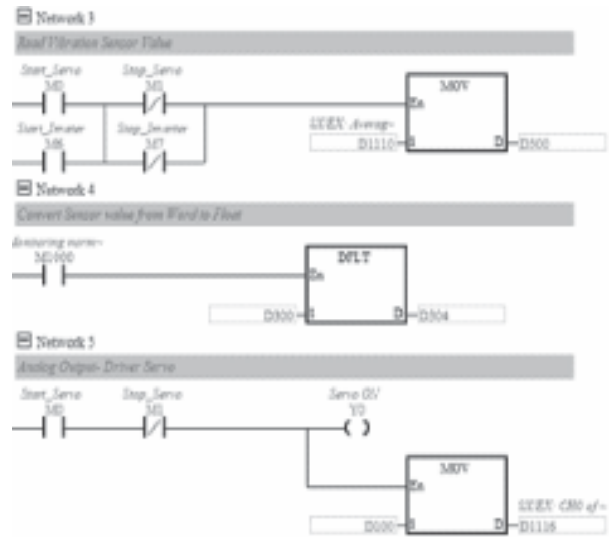 Network 3
Read Vibration Sensor Value
Start_Servo Stop_Servo
M0 M1 MOV
En
Start_Inverter Stop_Inverter
M6 M7
D1110 S D D300
Network 4
Convert Sensor value from Word to Float
M1000 DFLT
En
D300 S D D304
Network 5
Analog Output- Driver Servo
Start_Servo Stop_Servo Servo ON
M0 M1 Y0
MOV
En
D100 S D D1116